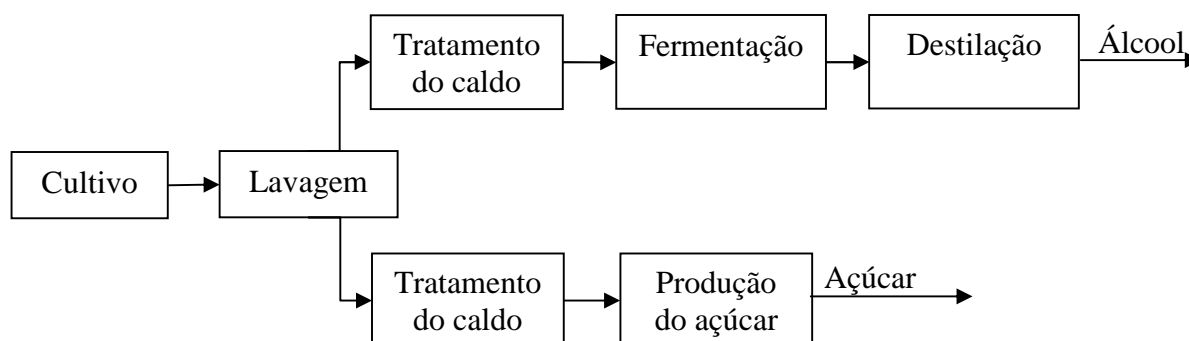 Tratamento
do caldo
Fermentação
Destilação
Álcool
Cultivo
Lavagem
Tratamento
do caldo
Produção
do açúcar
Açúcar